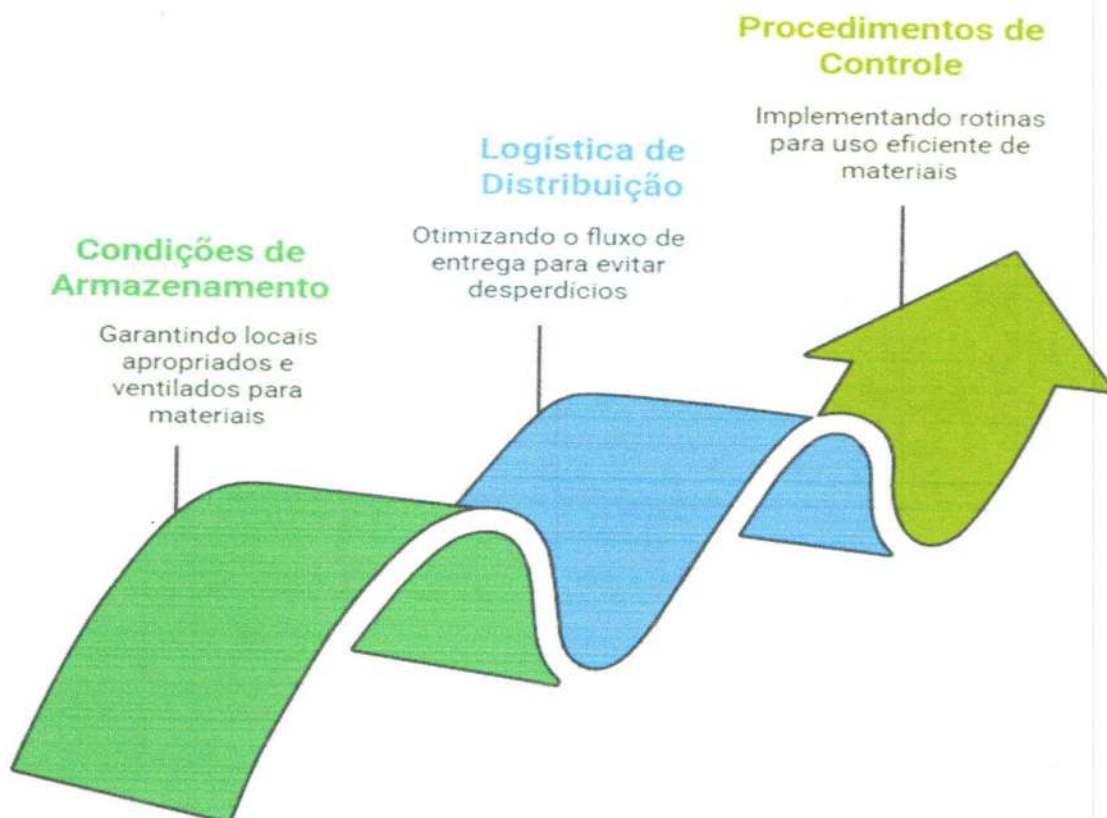 Procedimentos de
Controle
Implementando rotinas
para uso eficiente de
materiais
Logística de
Distribuição
Otimizando o fluxo de
entrega para evitar
desperdícios
Condições de
Armazenamento
Garantindo locais
apropriados e
ventilados para
materiais